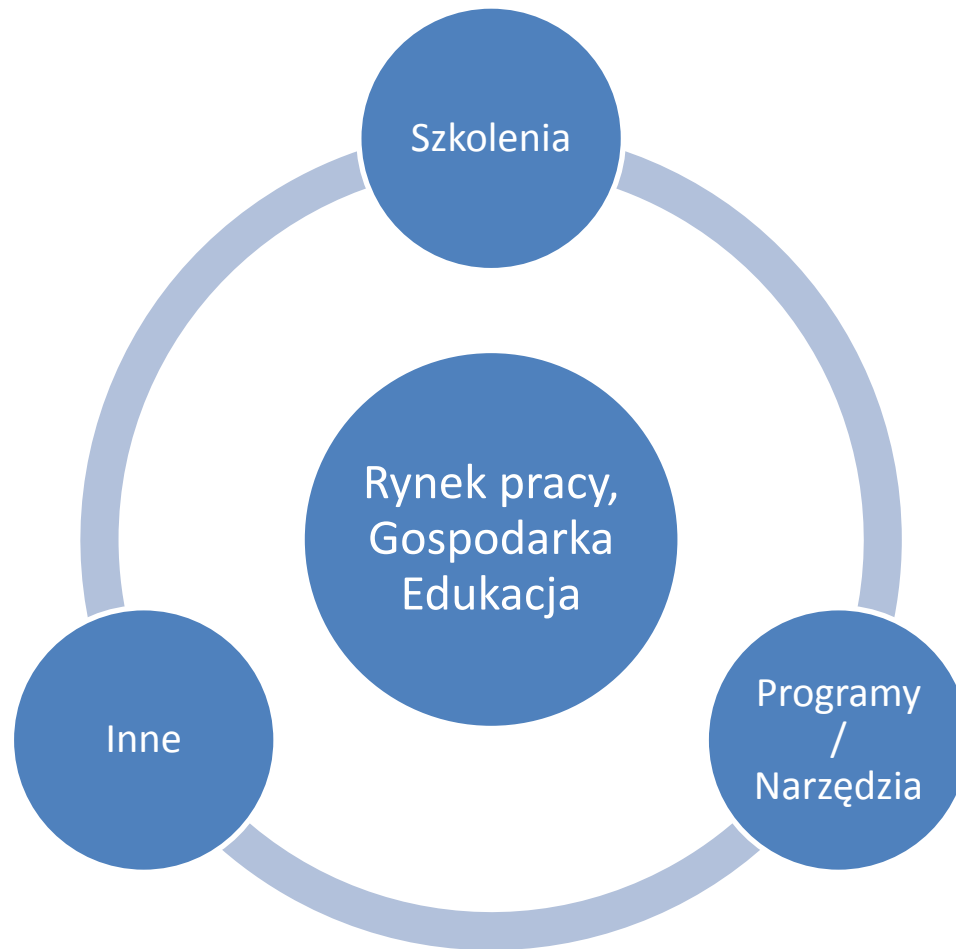 Szkolenia
Rynek pracy,
Gospodarka
Edukacja
Inne
Programy
/
Narzędzia